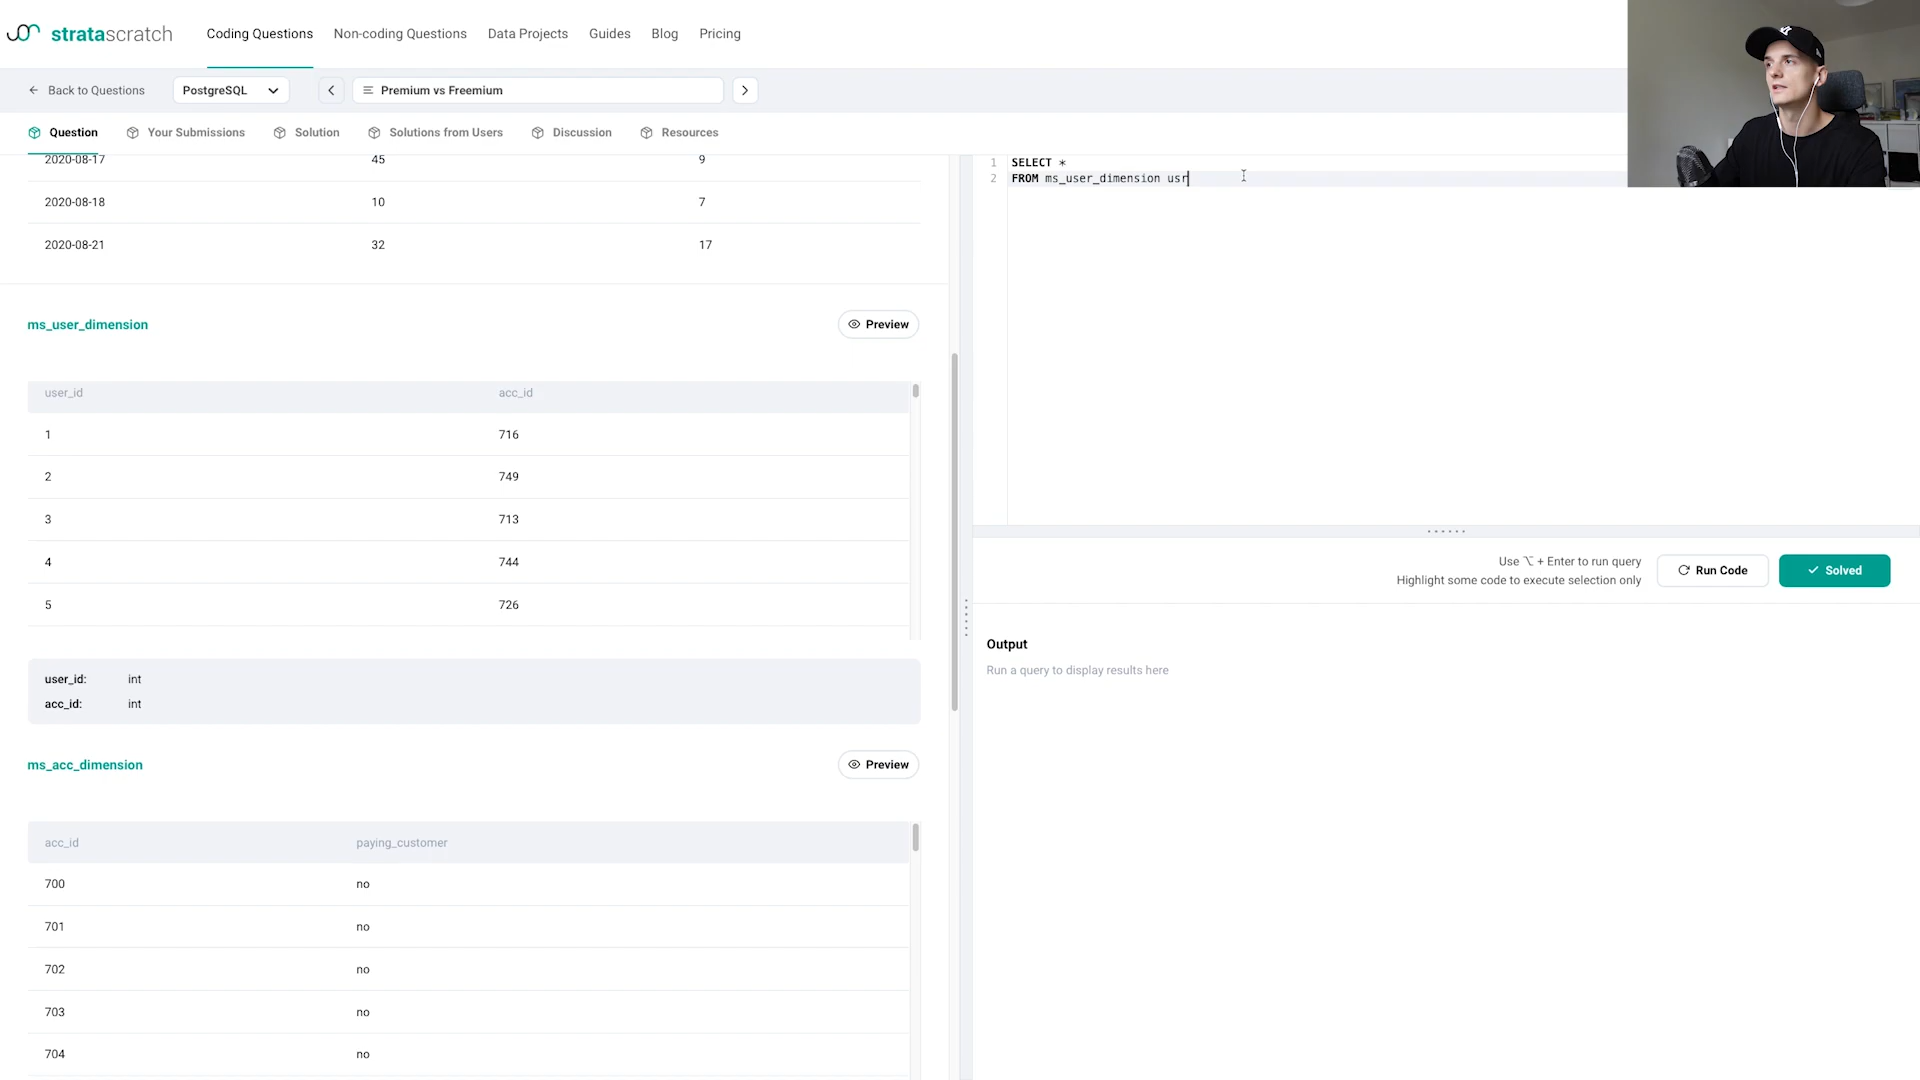 stratascratch
Coding Questions
Non-coding Questions
Data Projects
Guides
Blog
Pricing
Back to Questions
PostgreSQL
Premium vs Freemium
Question
Your Submissions
Solution
Solutions from Users
Discussion
Resources
2020-08-17 45 9
2020-08-18 10 7
2020-08-21 32 17
ms_user_dimension
Preview
user_id acc_id
1 716
2 749
3 713
4 744
5 726
user_id: int
acc_id: int
ms_acc_dimension
Preview
acc_id paying_customer
700 no
701 no
702 no
703 no
704 no
1 SELECT *
2 FROM ms_user_dimension usr
Use ⌥ + Enter to run query
Highlight some code to execute selection only
Run Code
Solved
Output
Run a query to display results here